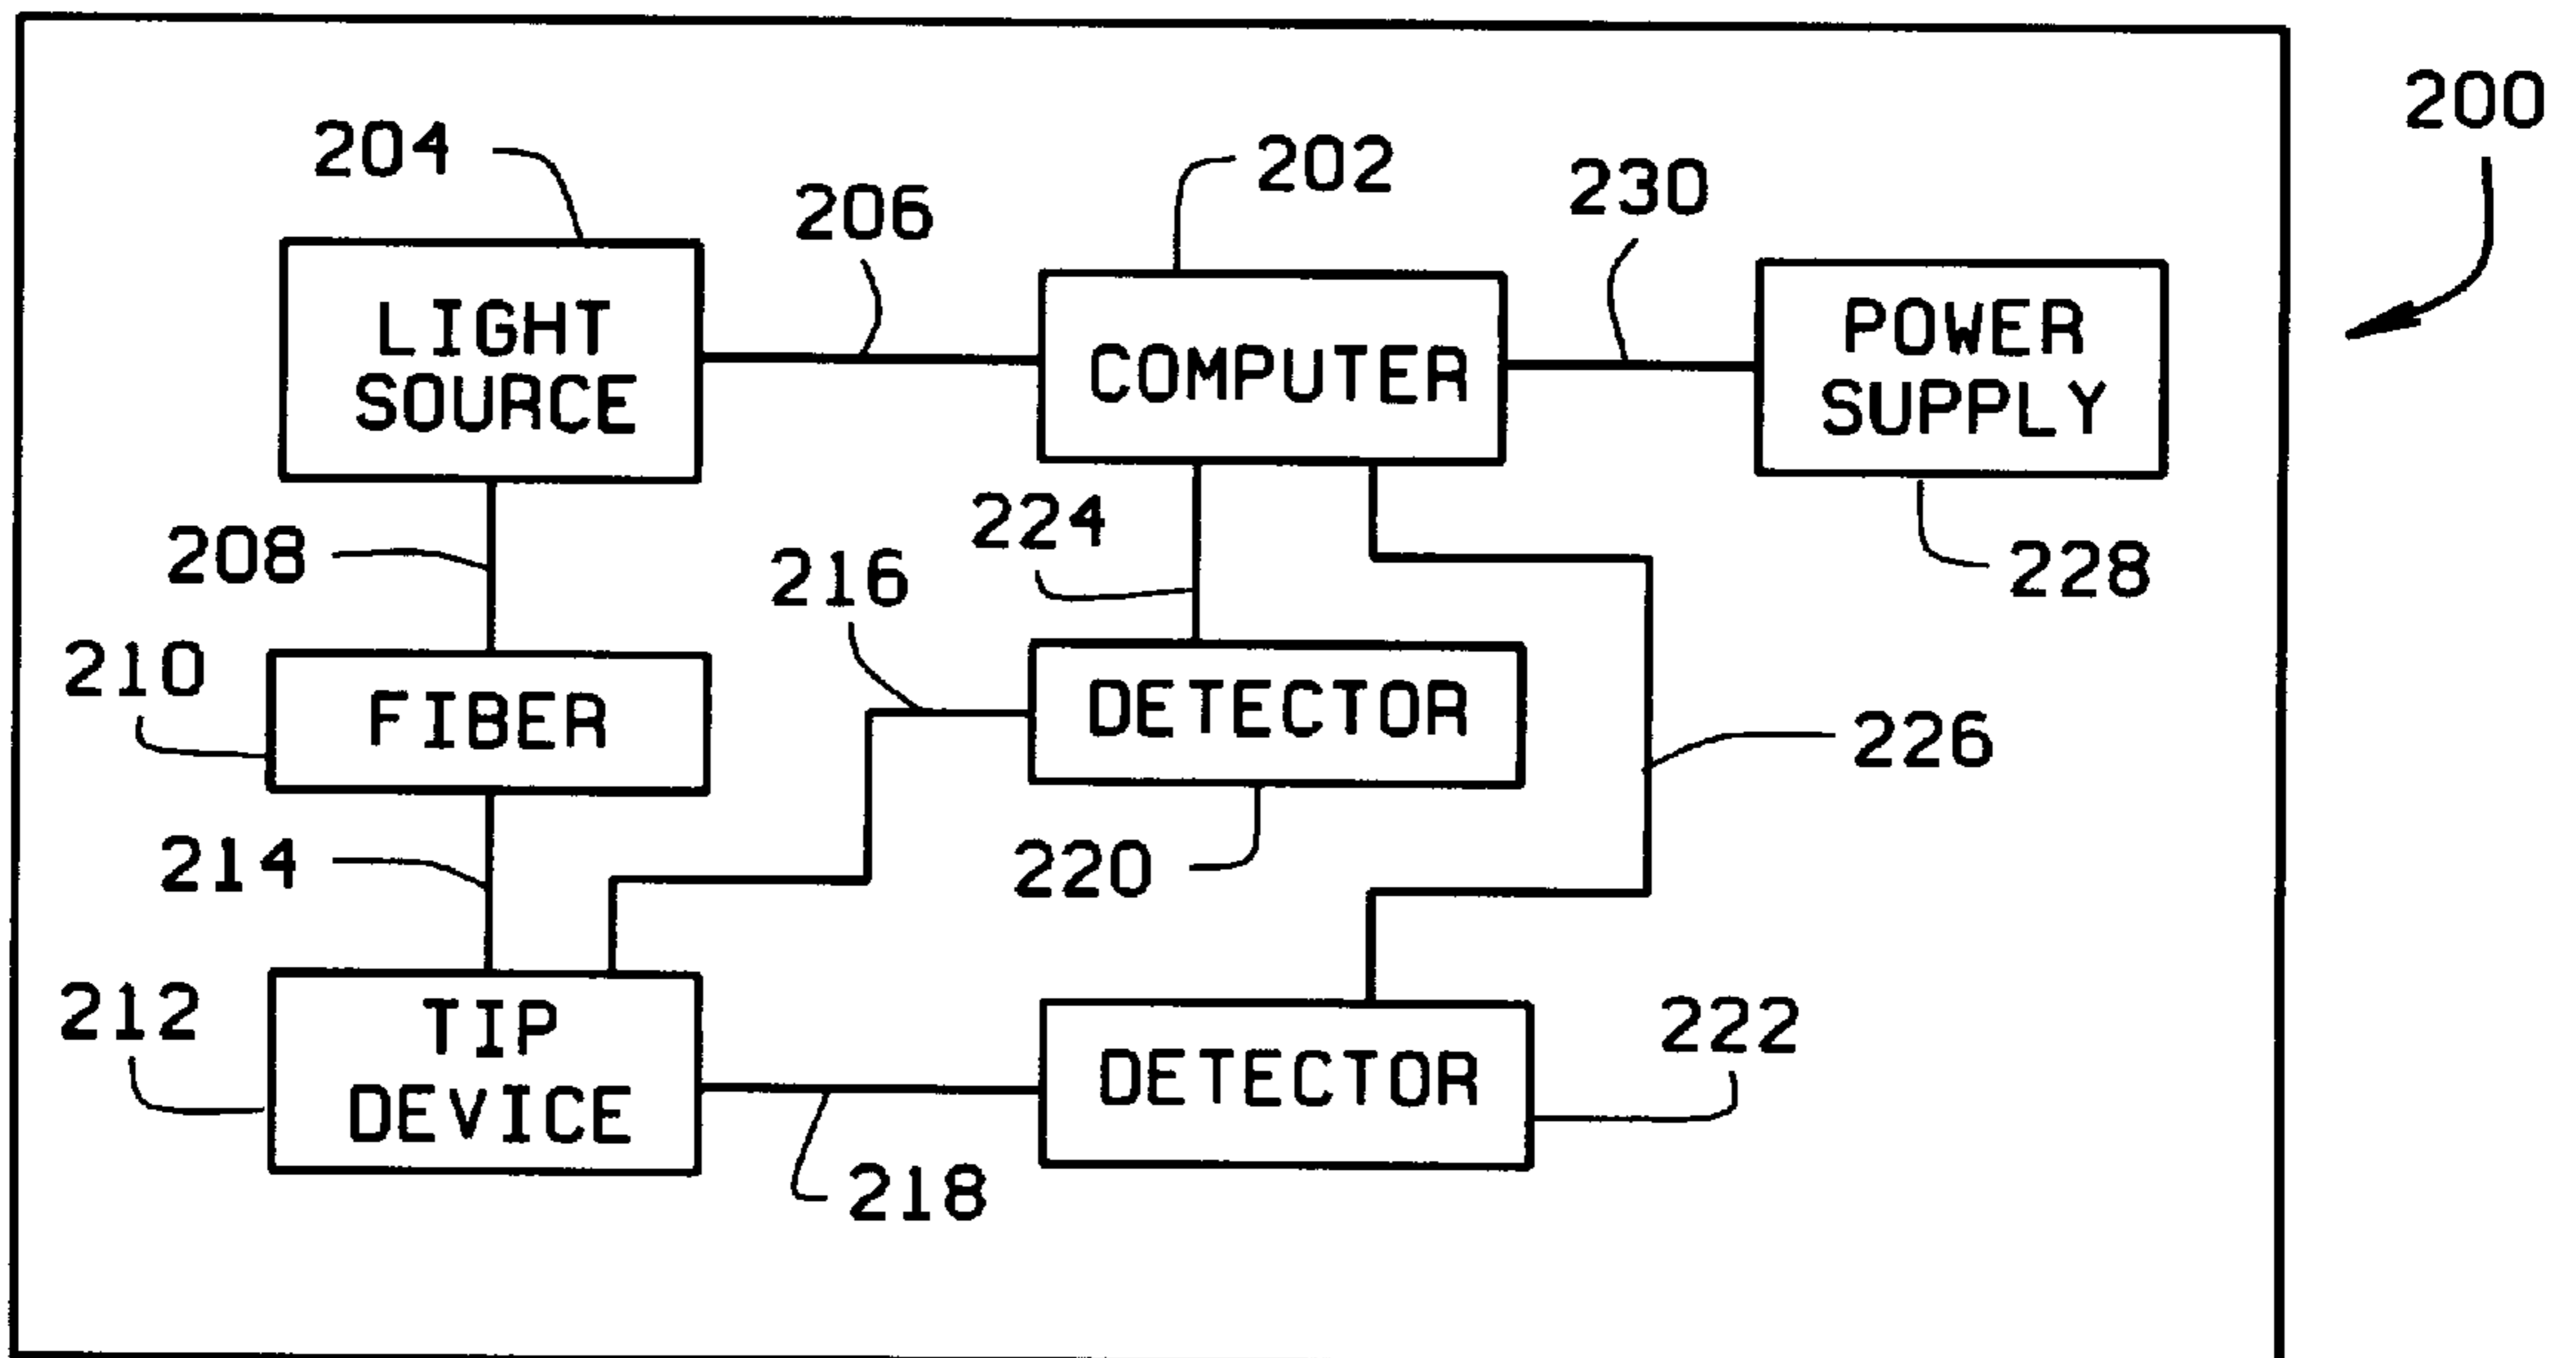 200
204
202
206
230
LIGHT
SOURCE
COMPUTER
POWER
SUPPLY
208
224
216
228
210
FIBER
DETECTOR
226
214
220
212
TIP
DEVICE
DETECTOR
222
218